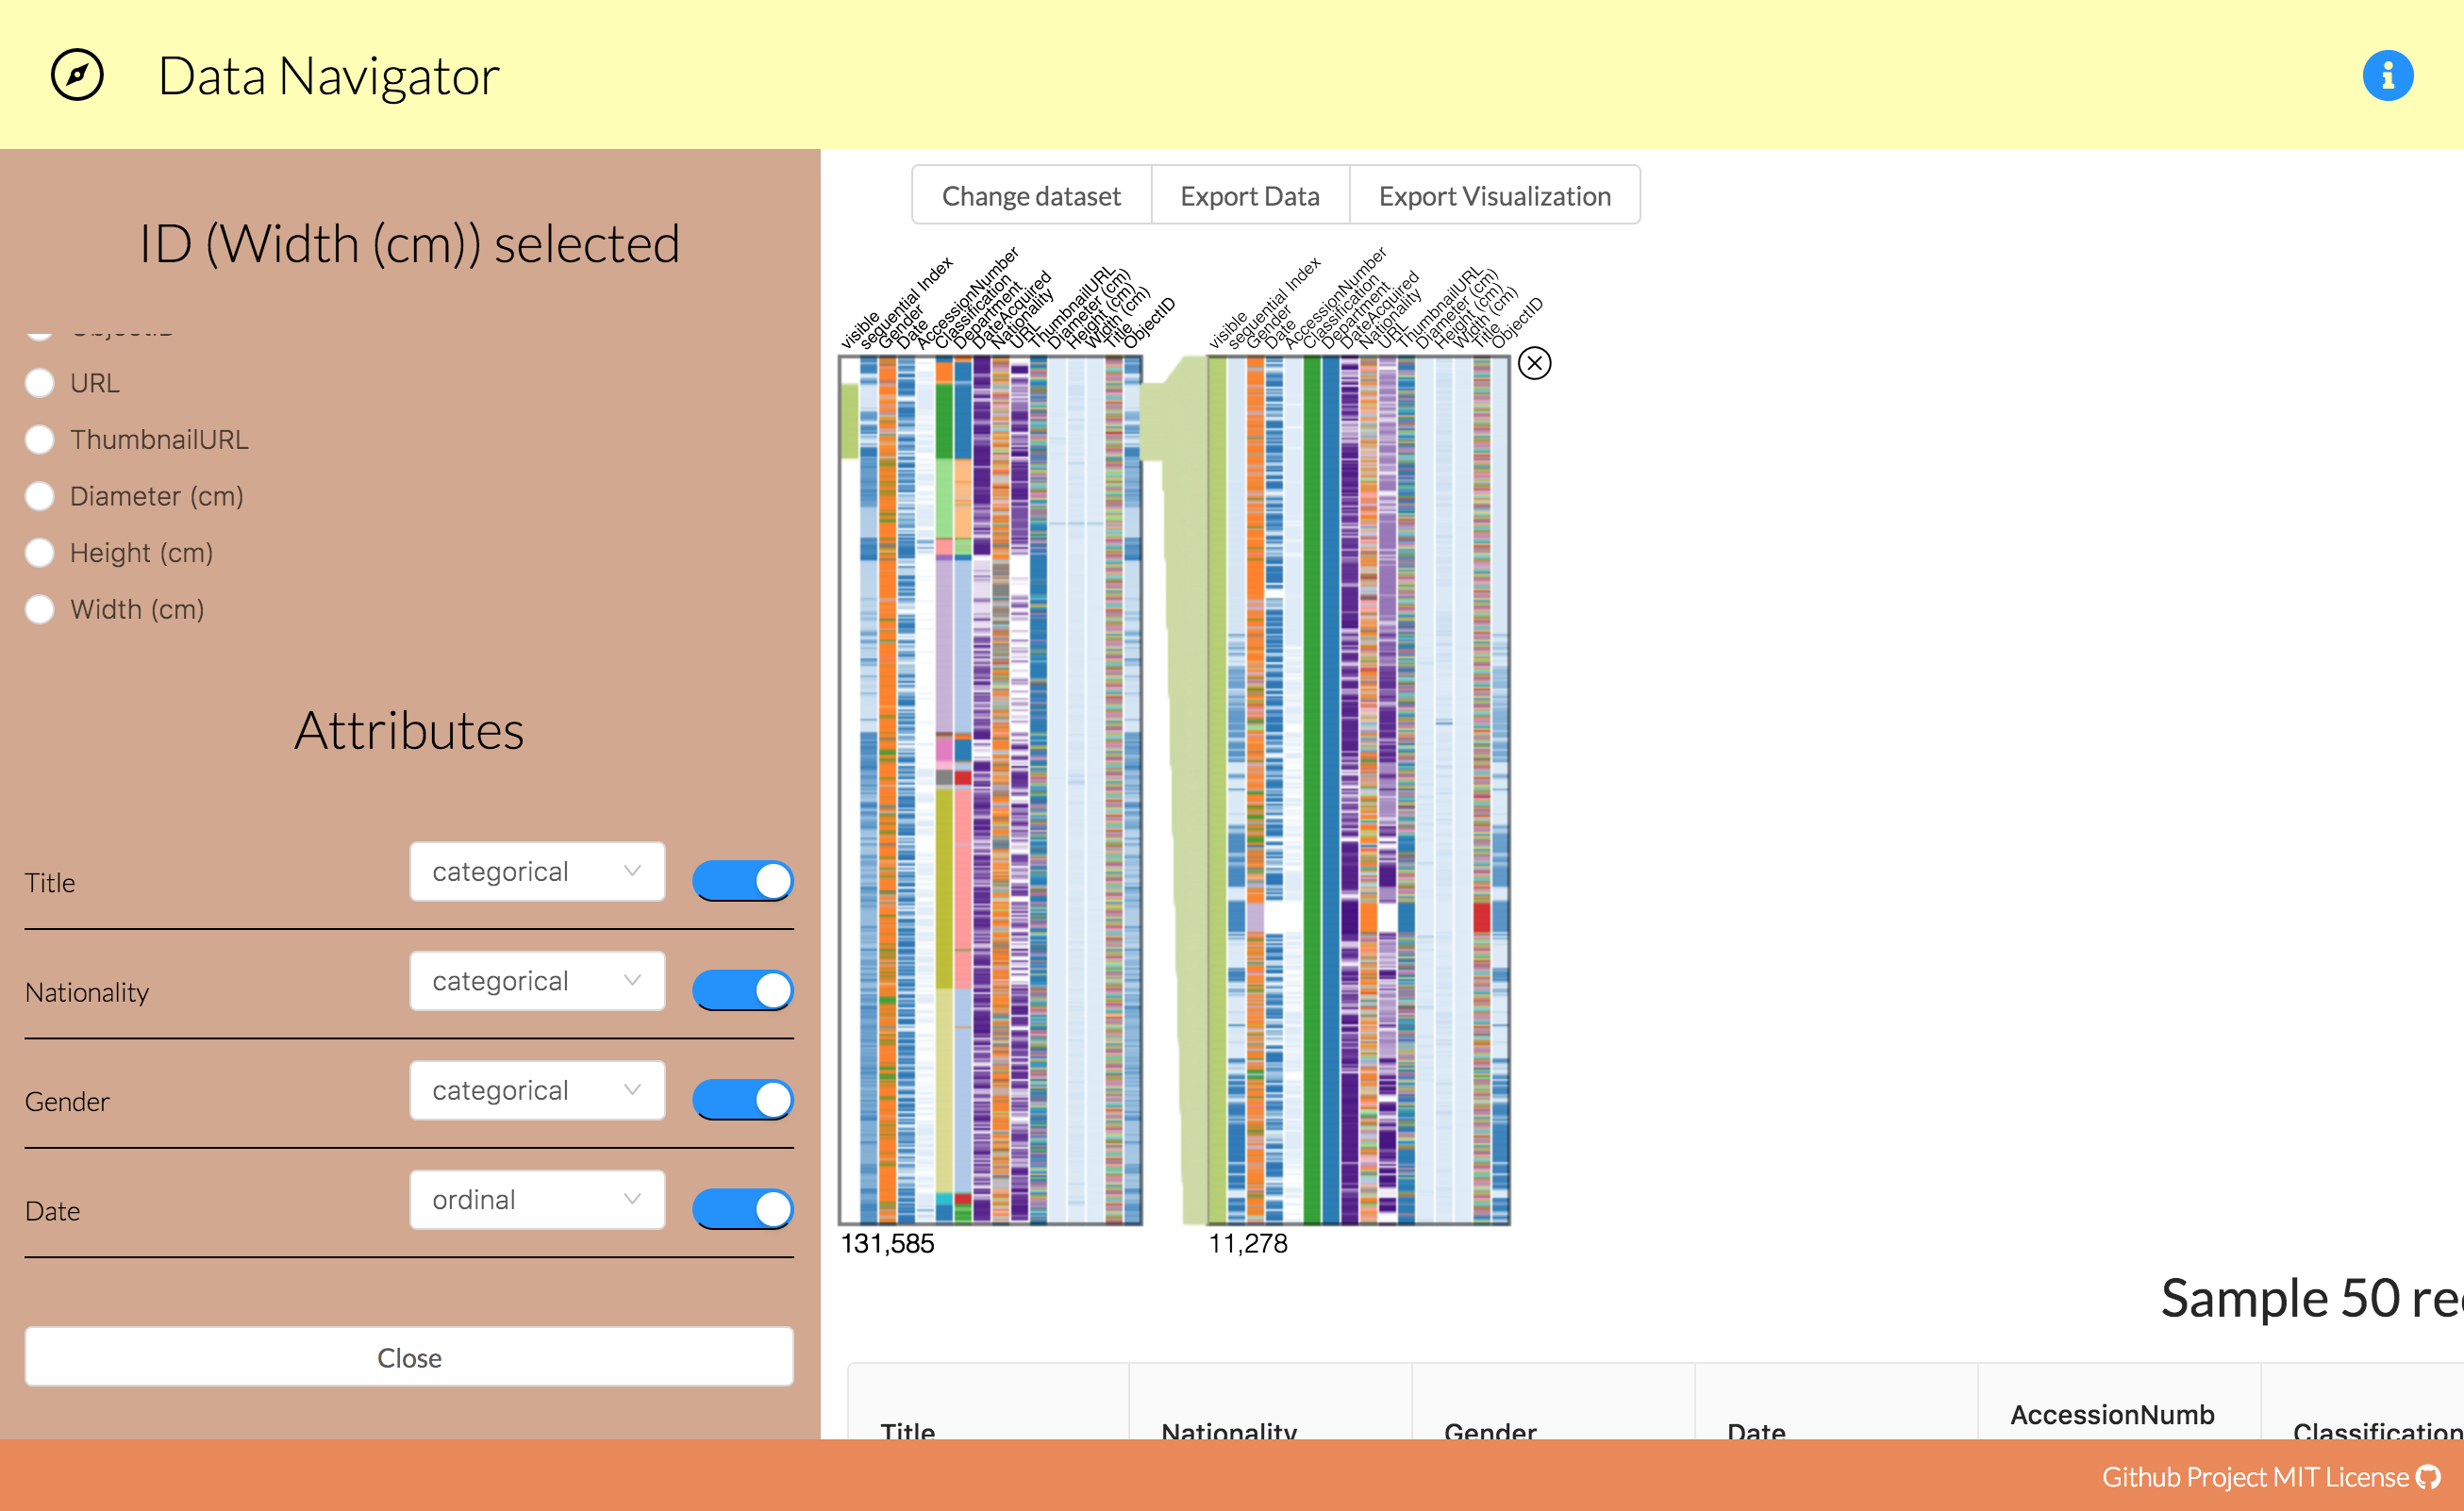 Data Navigator
ID (Width (cm)) selected
ObjectID
URL
ThumbnailURL
Diameter (cm)
Height (cm)
Width (cm)
Attributes
Title
categorical
Nationality
categorical
Gender
categorical
Date
ordinal
Close
Change dataset
Export Data
Export Visualization
visible
sequential Index
Gender
Date
AccessionNumber
Classification
Department
DateAcquired
Nationality
URL
ThumbnailURL
Diameter (cm)
Height (cm)
Width (cm)
Title
ObjectID
visible
sequential Index
Gender
Date
AccessionNumber
Classification
Department
DateAcquired
Nationality
URL
ThumbnailURL
Diameter (cm)
Height (cm)
Width (cm)
Title
ObjectID
131,585
11,278
Sample 50 re
Title
Nationality
Gender
Date
AccessionNumb
Classification
Github Project MIT License